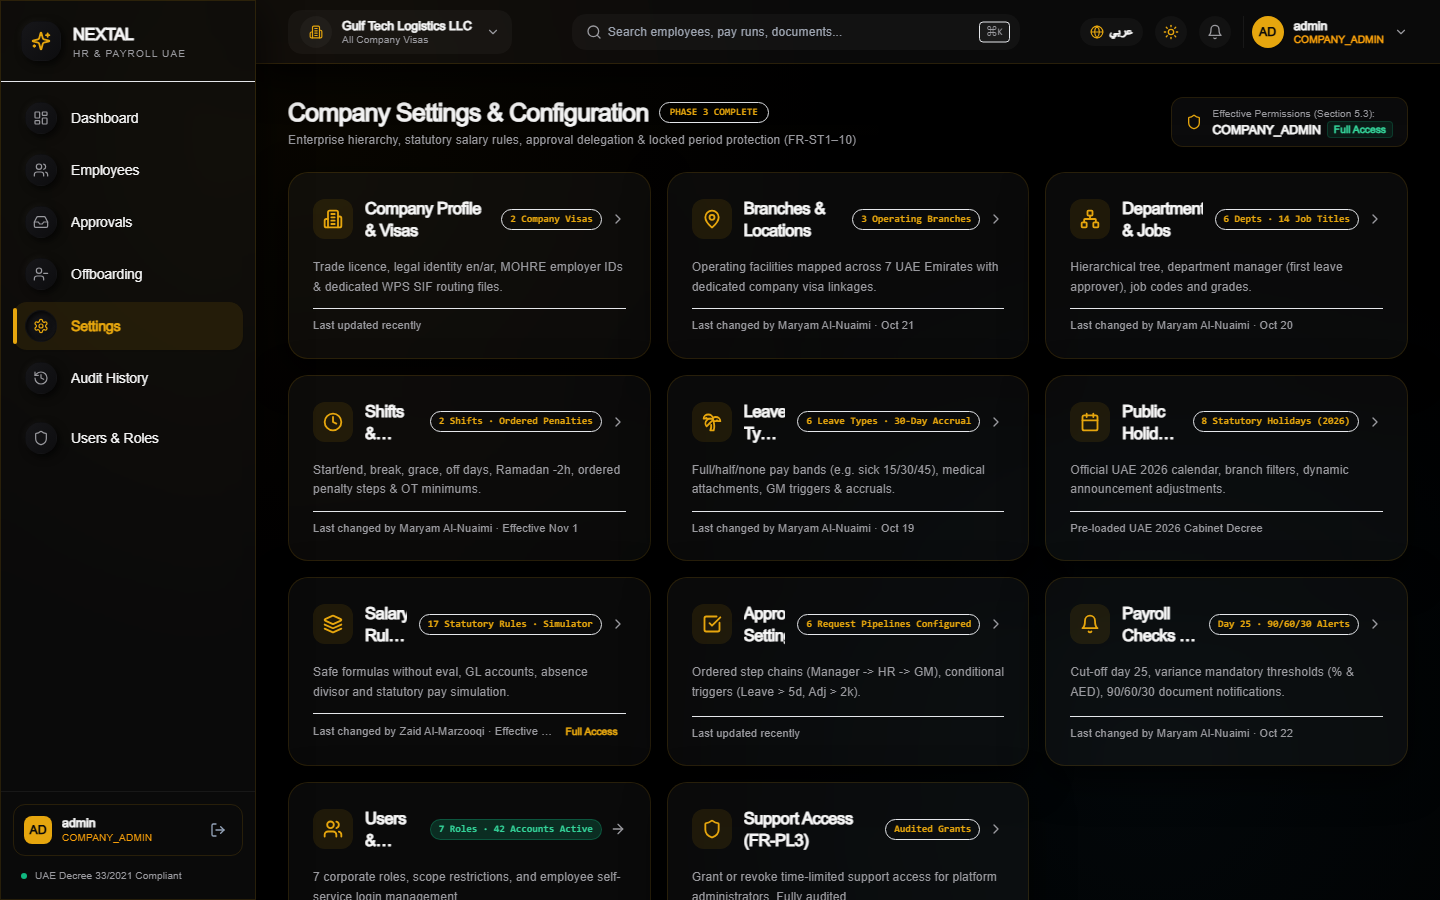 NEXTAL
HR & PAYROLL UAE
Dashboard
Employees
Approvals
Offboarding
Settings
Audit History
Users & Roles
AD
admin
COMPANY_ADMIN
UAE Decree 33/2021 Compliant
Gulf Tech Logistics LLC
All Company Visas
Search employees, pay runs, documents...
⌘K
عربي
AD
admin
COMPANY_ADMIN
Company Settings & Configuration
PHASE 3 COMPLETE
Enterprise hierarchy, statutory salary rules, approval delegation & locked period protection (FR-ST1–10)
Effective Permissions (Section 5.3):
COMPANY_ADMIN Full Access
Company Profile
& Visas
2 Company Visas
Trade licence, legal identity en/ar, MOHRE employer IDs
& dedicated WPS SIF routing files.
Last updated recently
Branches &
Locations
3 Operating Branches
Operating facilities mapped across 7 UAE Emirates with
dedicated company visa linkages.
Last changed by Maryam Al-Nuaimi · Oct 21
Department
& Jobs
6 Depts · 14 Job Titles
Hierarchical tree, department manager (first leave
approver), job codes and grades.
Last changed by Maryam Al-Nuaimi · Oct 20
Shifts
&...
2 Shifts · Ordered Penalties
Start/end, break, grace, off days, Ramadan -2h, ordered
penalty steps & OT minimums.
Last changed by Maryam Al-Nuaimi · Effective Nov 1
Leave
Ty...
6 Leave Types · 30-Day Accrual
Full/half/none pay bands (e.g. sick 15/30/45), medical
attachments, GM triggers & accruals.
Last changed by Maryam Al-Nuaimi · Oct 19
Public
Holid...
8 Statutory Holidays (2026)
Official UAE 2026 calendar, branch filters, dynamic
announcement adjustments.
Pre-loaded UAE 2026 Cabinet Decree
Salary
Rul...
17 Statutory Rules · Simulator
Safe formulas without eval, GL accounts, absence
divisor and statutory pay simulation.
Last changed by Zaid Al-Marzooqi · Effective ...
Full Access
Appro
Setting
6 Request Pipelines Configured
Ordered step chains (Manager -> HR -> GM), conditional
triggers (Leave > 5d, Adj > 2k).
Last updated recently
Payroll
Checks ...
Day 25 · 90/60/30 Alerts
Cut-off day 25, variance mandatory thresholds (% &
AED), 90/60/30 document notifications.
Last changed by Maryam Al-Nuaimi · Oct 22
Users
&...
7 Roles · 42 Accounts Active
7 corporate roles, scope restrictions, and employee self-
service login management.
Support Access
(FR-PL3)
Audited Grants
Grant or revoke time-limited support access for platform
administrators. Fully audited.